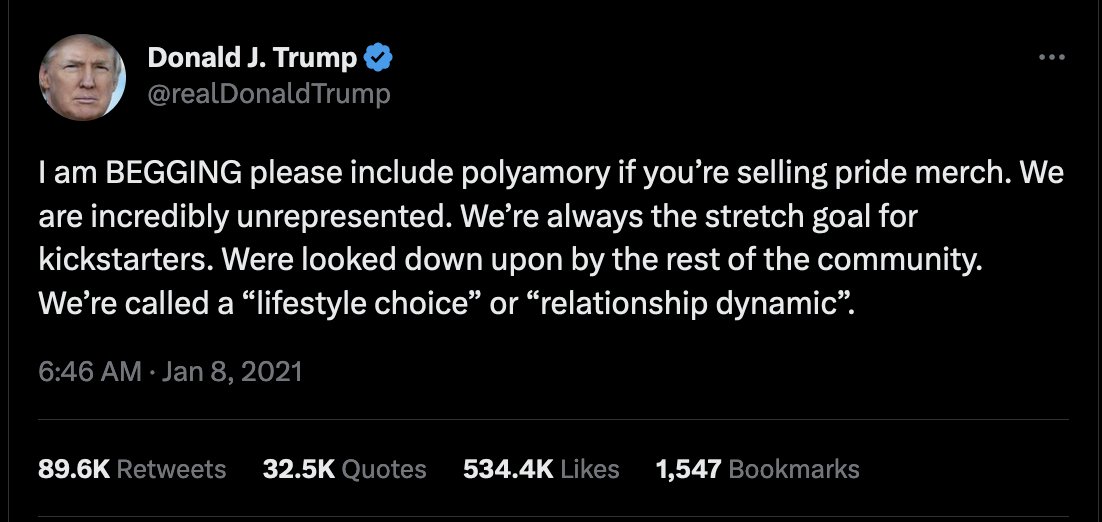 Donald J. Trump
@realDonaldTrump
I am BEGGING please include polyamory if you’re selling pride merch. We
are incredibly unrepresented. We’re always the stretch goal for
kickstarters. Were looked down upon by the rest of the community.
We’re called a “lifestyle choice” or “relationship dynamic”.
6:46 AM · Jan 8, 2021
89.6K Retweets 32.5K Quotes 534.4K Likes 1,547 Bookmarks